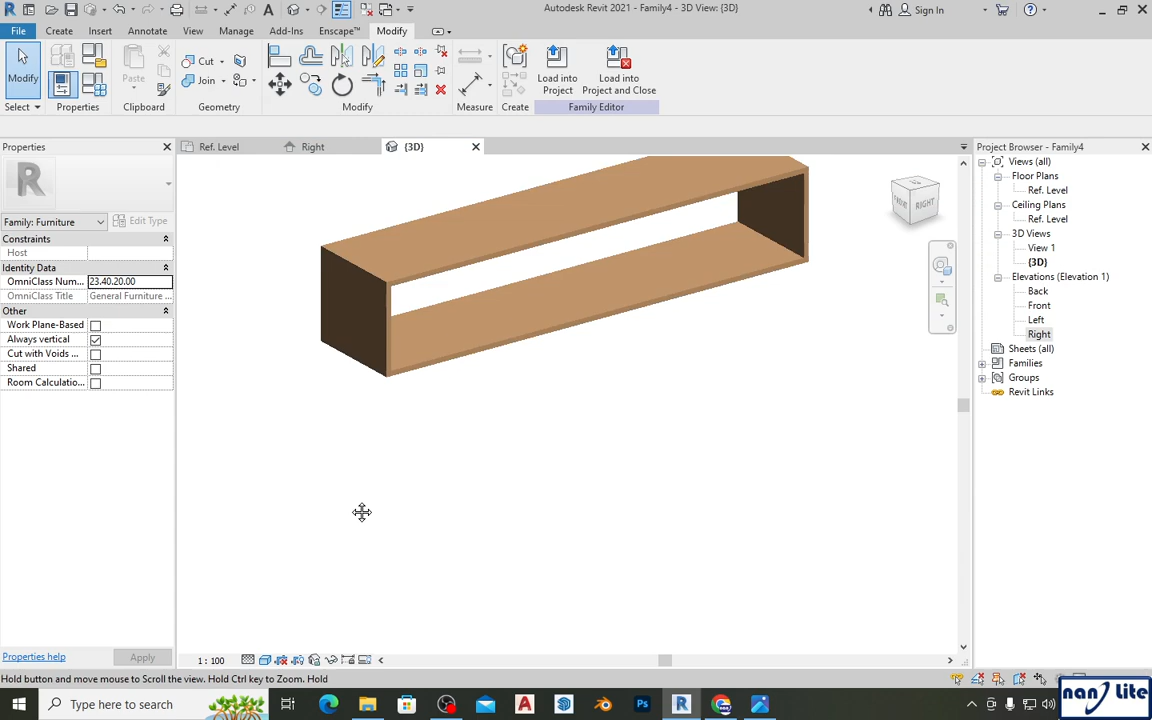 Autodesk Revit 2021 - Family4 - 3D View: {3D}
Sign In
File Create Insert Annotate View Manage Add-Ins Enscape™ Modify
Modify Paste Cut Join Load into Project Load into Project and Close
Select Properties Clipboard Geometry Modify Measure Create Family Editor
Properties
Ref. Level Right {3D}
Project Browser - Family4
Family: Furniture Edit Type
Constraints
Host
Identity Data
OmniClass Num... 23.40.20.00
OmniClass Title General Furniture ...
Other
Work Plane-Based
Always vertical
Cut with Voids ...
Shared
Room Calculatio...
FRONT RIGHT
Views (all)
Floor Plans
Ref. Level
Ceiling Plans
Ref. Level
3D Views
View 1
{3D}
Elevations (Elevation 1)
Back
Front
Left
Right
Sheets (all)
Families
Groups
Revit Links
Properties help Apply
1 : 100
Hold button and move mouse to Scroll the view. Hold Ctrl key to Zoom. Hold
Type here to search
nan lite